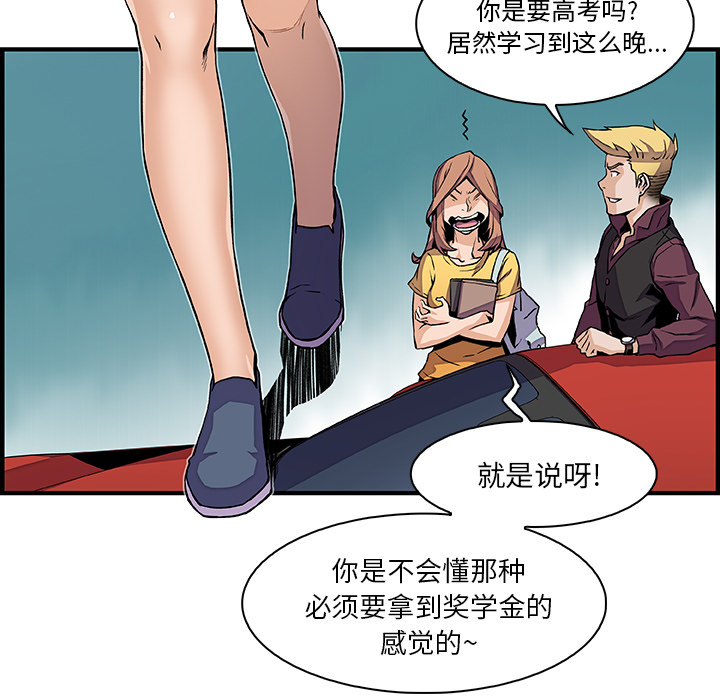 你是要高考吗?
居然学习到这么晚...
就是说呀!
你是不会懂那种
必须要拿到奖学金的
感觉的~